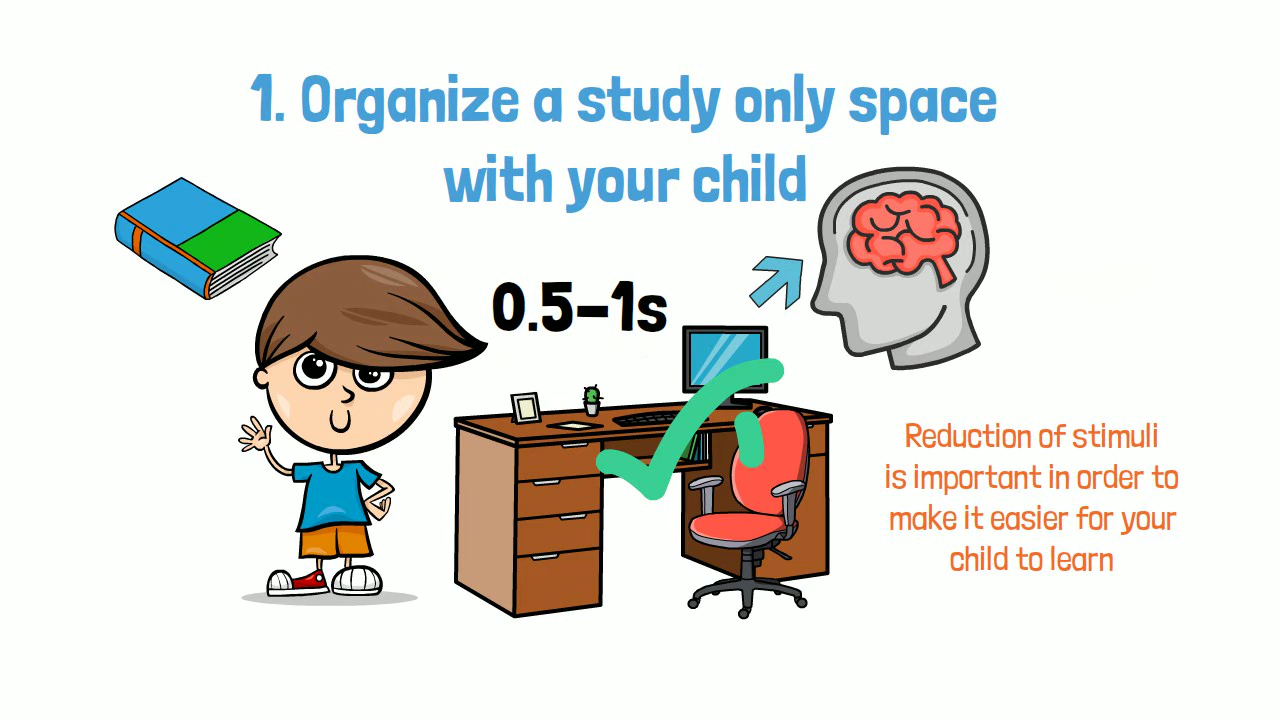 1. Organize a study only space
with your child
0.5-1s
Reduction of stimuli
is important in order to
make it easier for your
child to learn